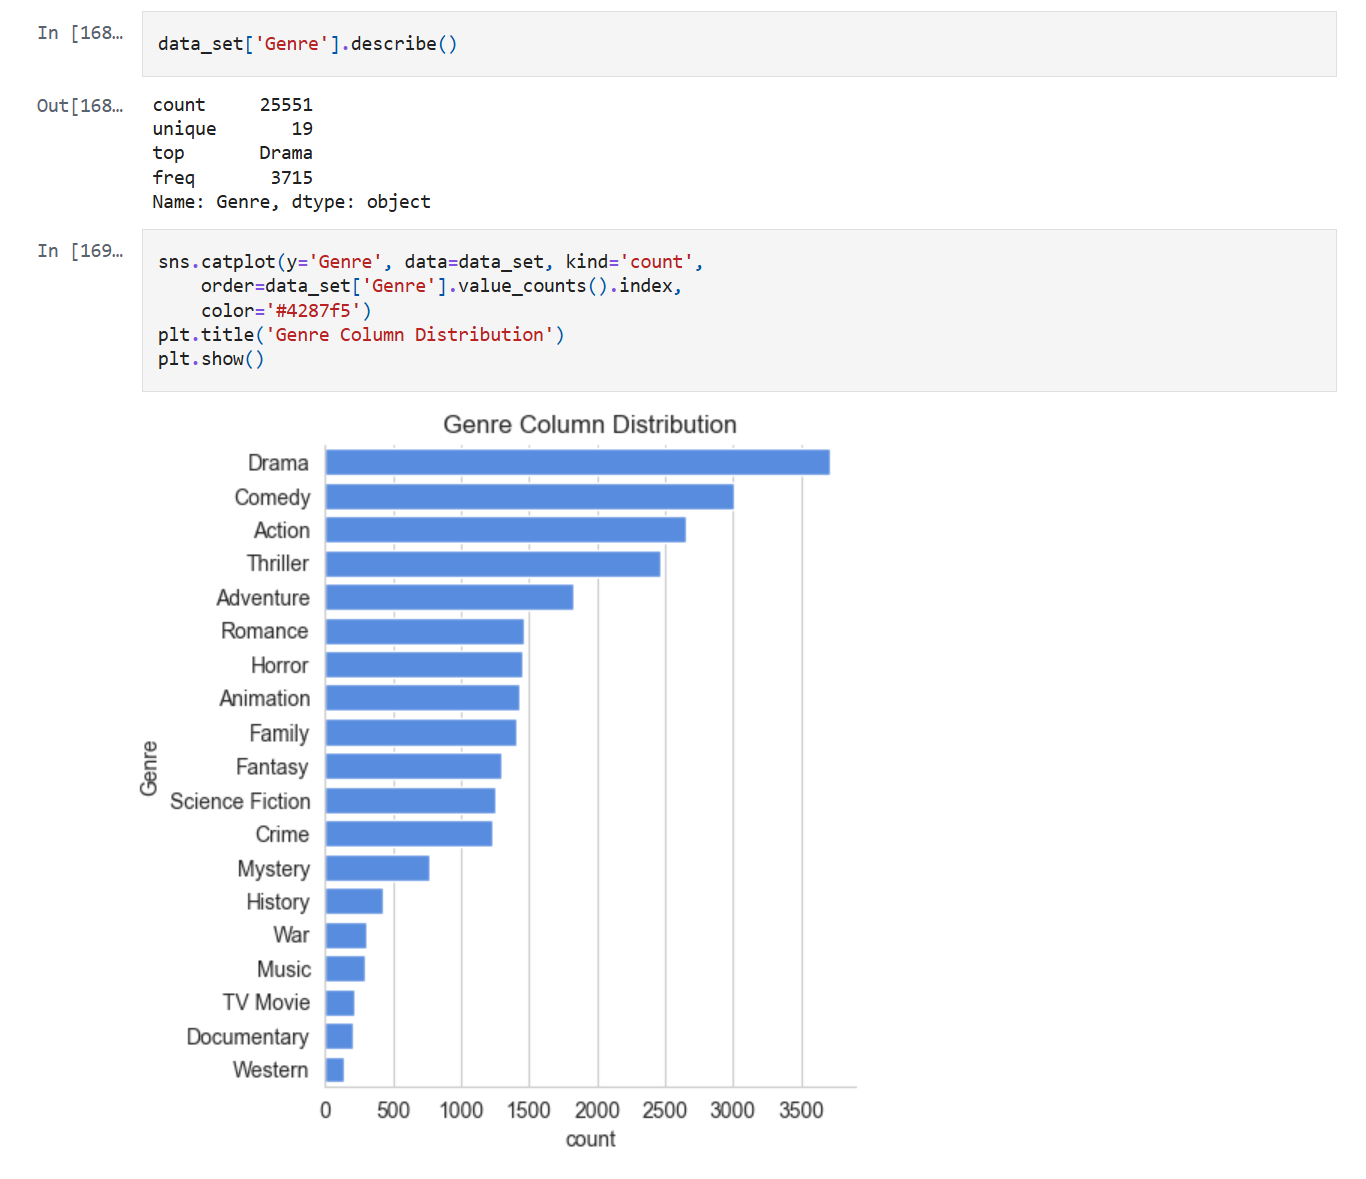 In [168…
data_set['Genre'].describe()
Out[168…
count     25551
unique       19
top       Drama
freq       3715
Name: Genre, dtype: object
In [169…
sns.catplot(y='Genre', data=data_set, kind='count',
    order=data_set['Genre'].value_counts().index,
    color='#4287f5')
plt.title('Genre Column Distribution')
plt.show()
Genre Column Distribution
Drama
Comedy
Action
Thriller
Adventure
Romance
Horror
Animation
Family
Fantasy
Science Fiction
Crime
Mystery
History
War
Music
TV Movie
Documentary
Western
Genre
0 500 1000 1500 2000 2500 3000 3500
count